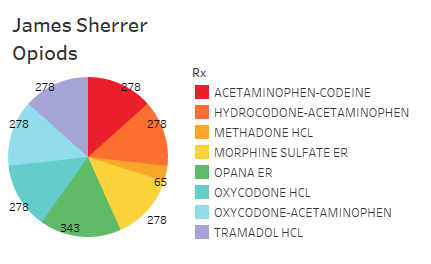 James Sherrer
Opiods
Rx
ACETAMINOPHEN-CODEINE
HYDROCODONE-ACETAMINOPHEN
METHADONE HCL
MORPHINE SULFATE ER
OPANA ER
OXYCODONE HCL
OXYCODONE-ACETAMINOPHEN
TRAMADOL HCL
278
278
65
278
343
278
278
278